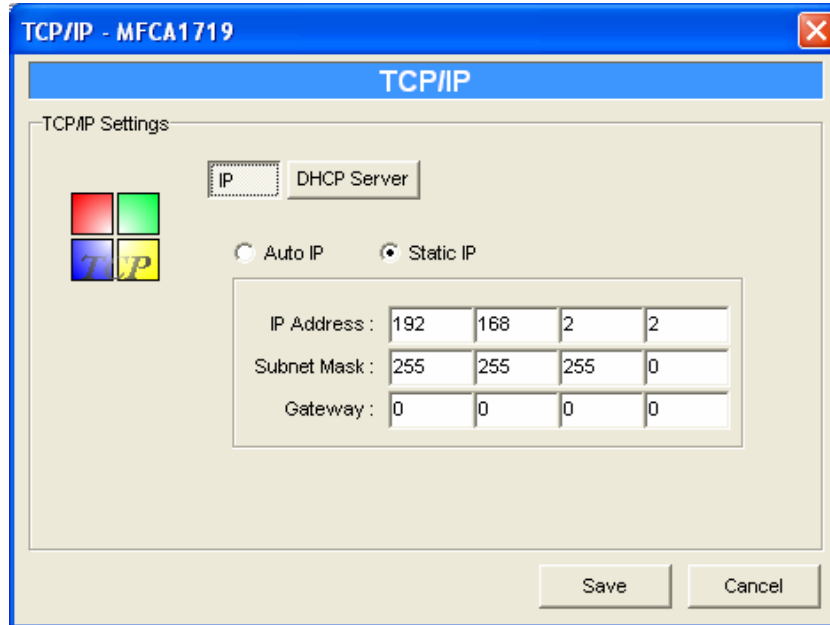 TCP/IP - MFCA1719
TCP/IP
TCP/IP Settings
IP DHCP Server
TCP
Auto IP Static IP
IP Address : 192 168 2 2
Subnet Mask : 255 255 255 0
Gateway : 0 0 0 0
Save Cancel